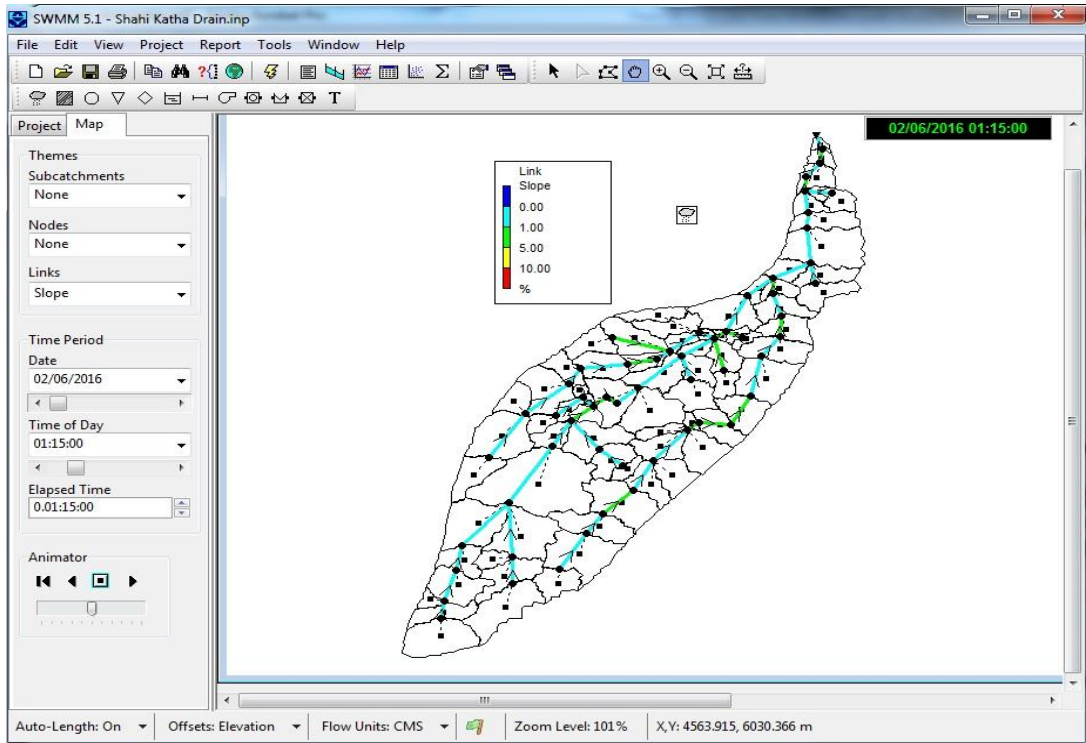 SWMM 5.1 - Shahi Katha Drain.inp
File Edit View Project Report Tools Window Help
T
Project Map
02/06/2016 01:15:00
Themes
Subcatchments
None
Nodes
None
Links
Slope
Time Period
Date
02/06/2016
Time of Day
01:15:00
Elapsed Time
0.01:15:00
Animator
Link
Slope
0.00
1.00
5.00
10.00
%
Auto-Length: On Offsets: Elevation Flow Units: CMS Zoom Level: 101% X,Y: 4563.915, 6030.366 m